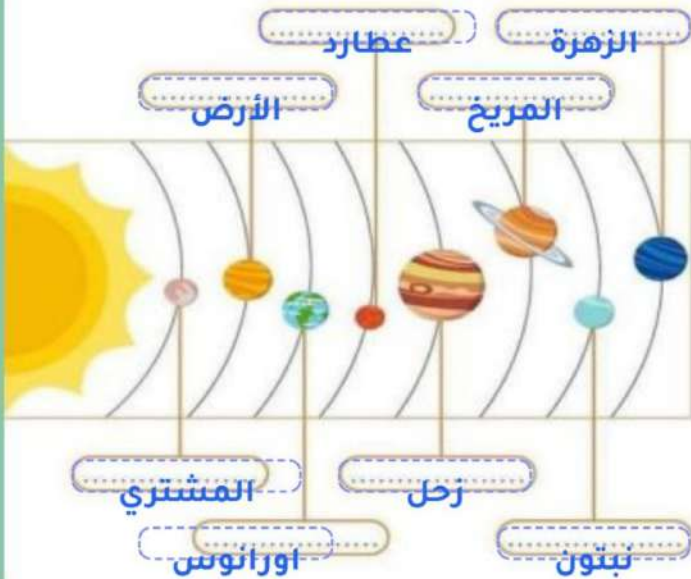 الزهرة
عطارد
المريخ
الأرض
زحل
المشتري
نبتون
اورانوس